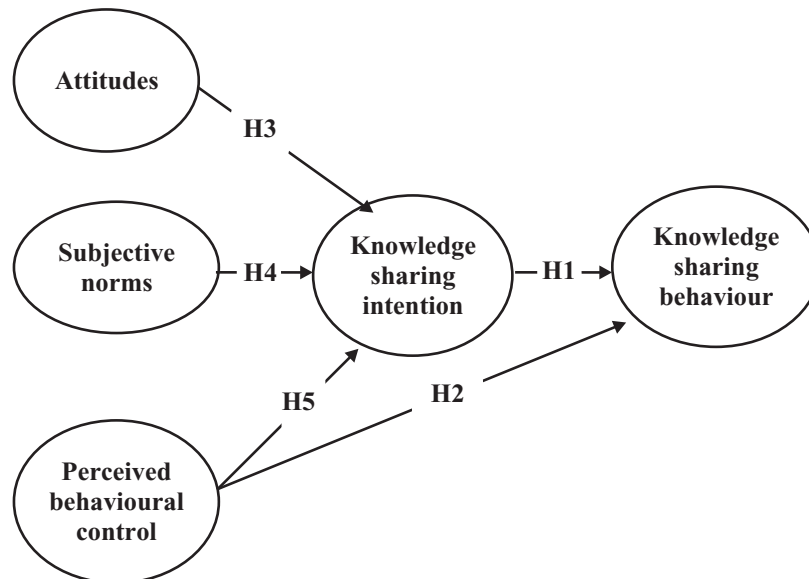 Attitudes
H3
Subjective
norms
H4
Knowledge
sharing
intention
H1
Knowledge
sharing
behaviour
H5
H2
Perceived
behavioural
control